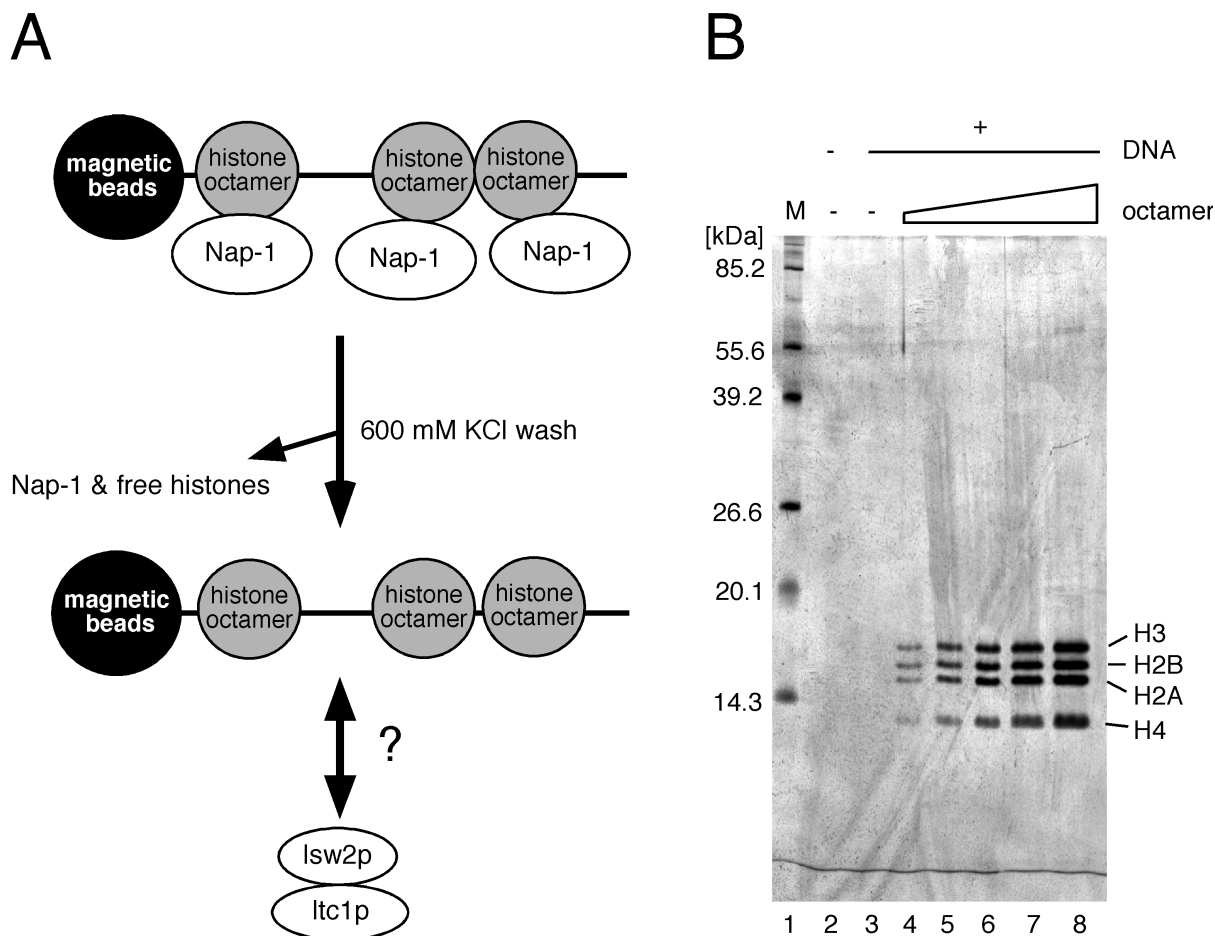 A
magnetic
beads
histone
octamer
histone
octamer
histone
octamer
Nap-1
Nap-1
Nap-1
600 mM KCl wash
Nap-1 & free histones
magnetic
beads
histone
octamer
histone
octamer
histone
octamer
?
Isw2p
Itc1p
B
+
- DNA
M - - octamer
[kDa]
85.2
55.6
39.2
26.6
20.1
14.3
H3
H2B
H2A
H4
1 2 3 4 5 6 7 8